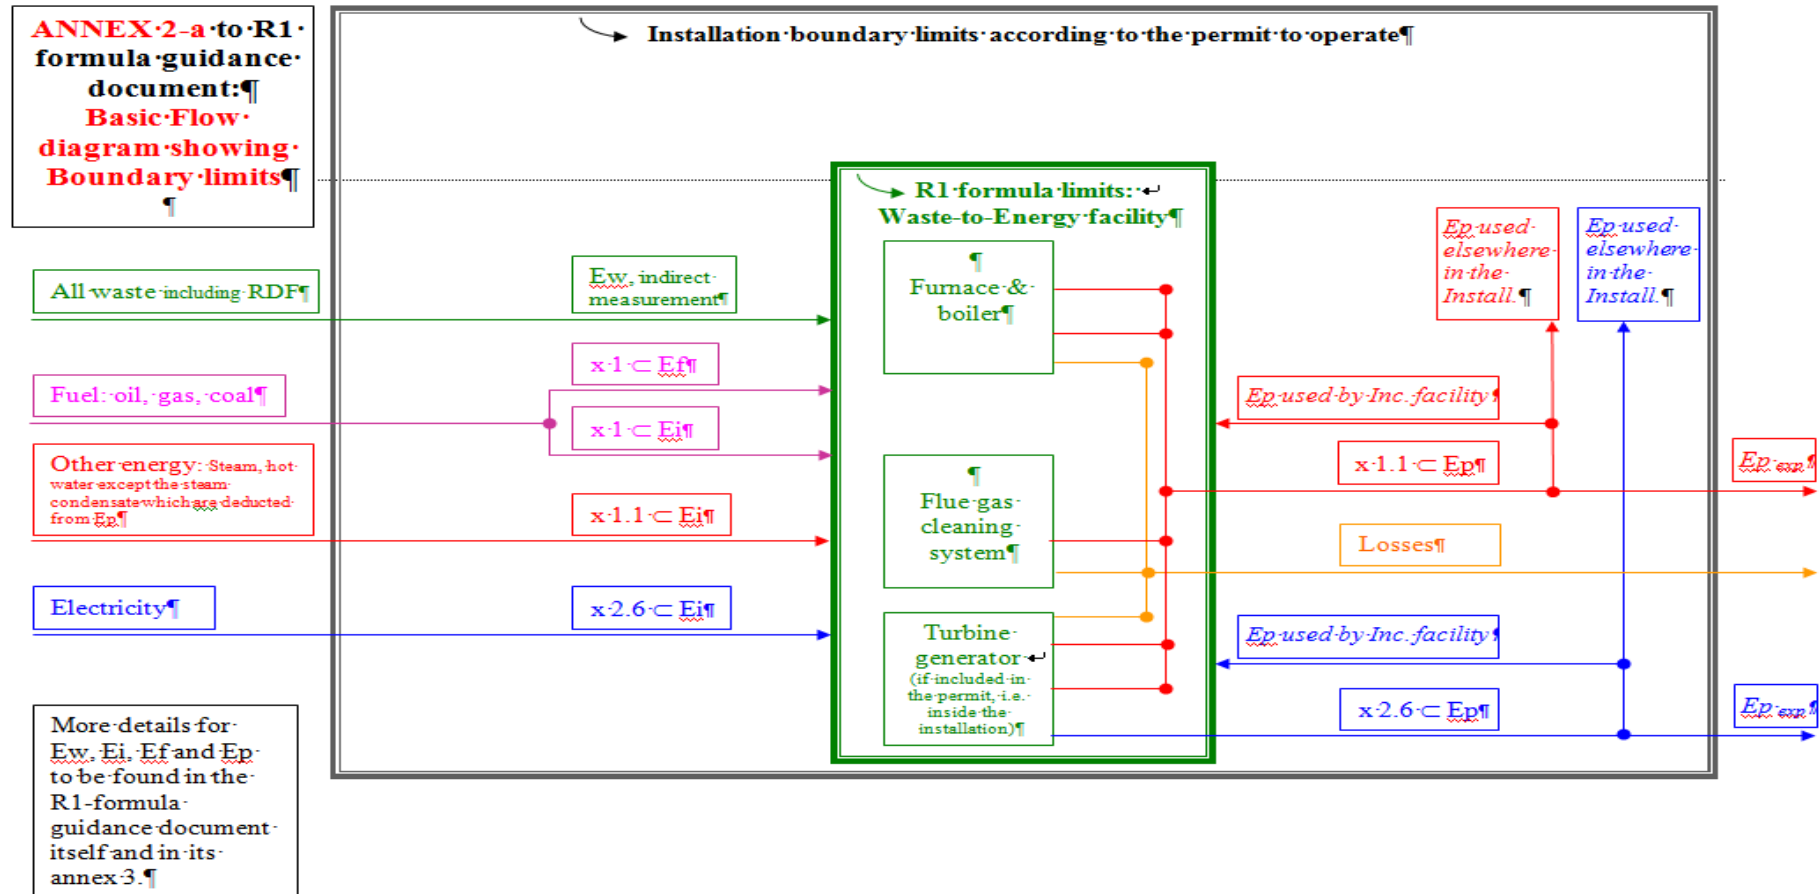 ANNEX·2-a to·R1·
formula·guidance·
document:¶
Basic·Flow·
diagram·showing·
Boundary·limits¶
¶
Installation·boundary·limits·according·to·the·permit·to·operate¶
R1·formula·limits:·↵
Waste-to-Energy·facility¶
All·waste·including·RDF¶
Ew, indirect·
measurement¶
Fuel:·oil,·gas,·coal¶
x·1·⊂ Ef¶
x·1·⊂ Ei¶
Other·energy:·Steam,·hot·
water·except·the·steam·
condensate·which·are·deducted·
from·Ep¶
x·1.1·⊂ Ei¶
Electricity¶
x·2.6·⊂ Ei¶
¶
Furnace·&·
boiler¶
¶
Flue·gas·
cleaning·
system¶
Turbine·
generator·↵
(if·included·in·
the·permit,·i.e.·
inside·the·
installation)¶
Ep·used·
elsewhere·
in·the·
Install.¶
Ep·used·
elsewhere·
in·the·
Install.¶
Ep·used·by·Inc.·facility¶
x·1.1·⊂ Ep¶
Ep·exp¶
Losses¶
Ep·used·by·Inc.·facility¶
x·2.6·⊂ Ep¶
Ep·exp¶
More·details·for·
Ew,·Ei,·Ef·and·Ep·
to·be·found·in·the·
R1-formula·
guidance·document·
itself·and·in·its·
annex·3.¶